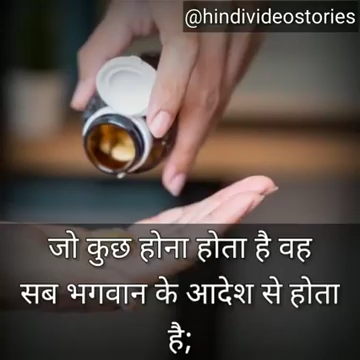 @hindivideostories
जो कुछ होना होता है वह
सब भगवान के आदेश से होता
है;